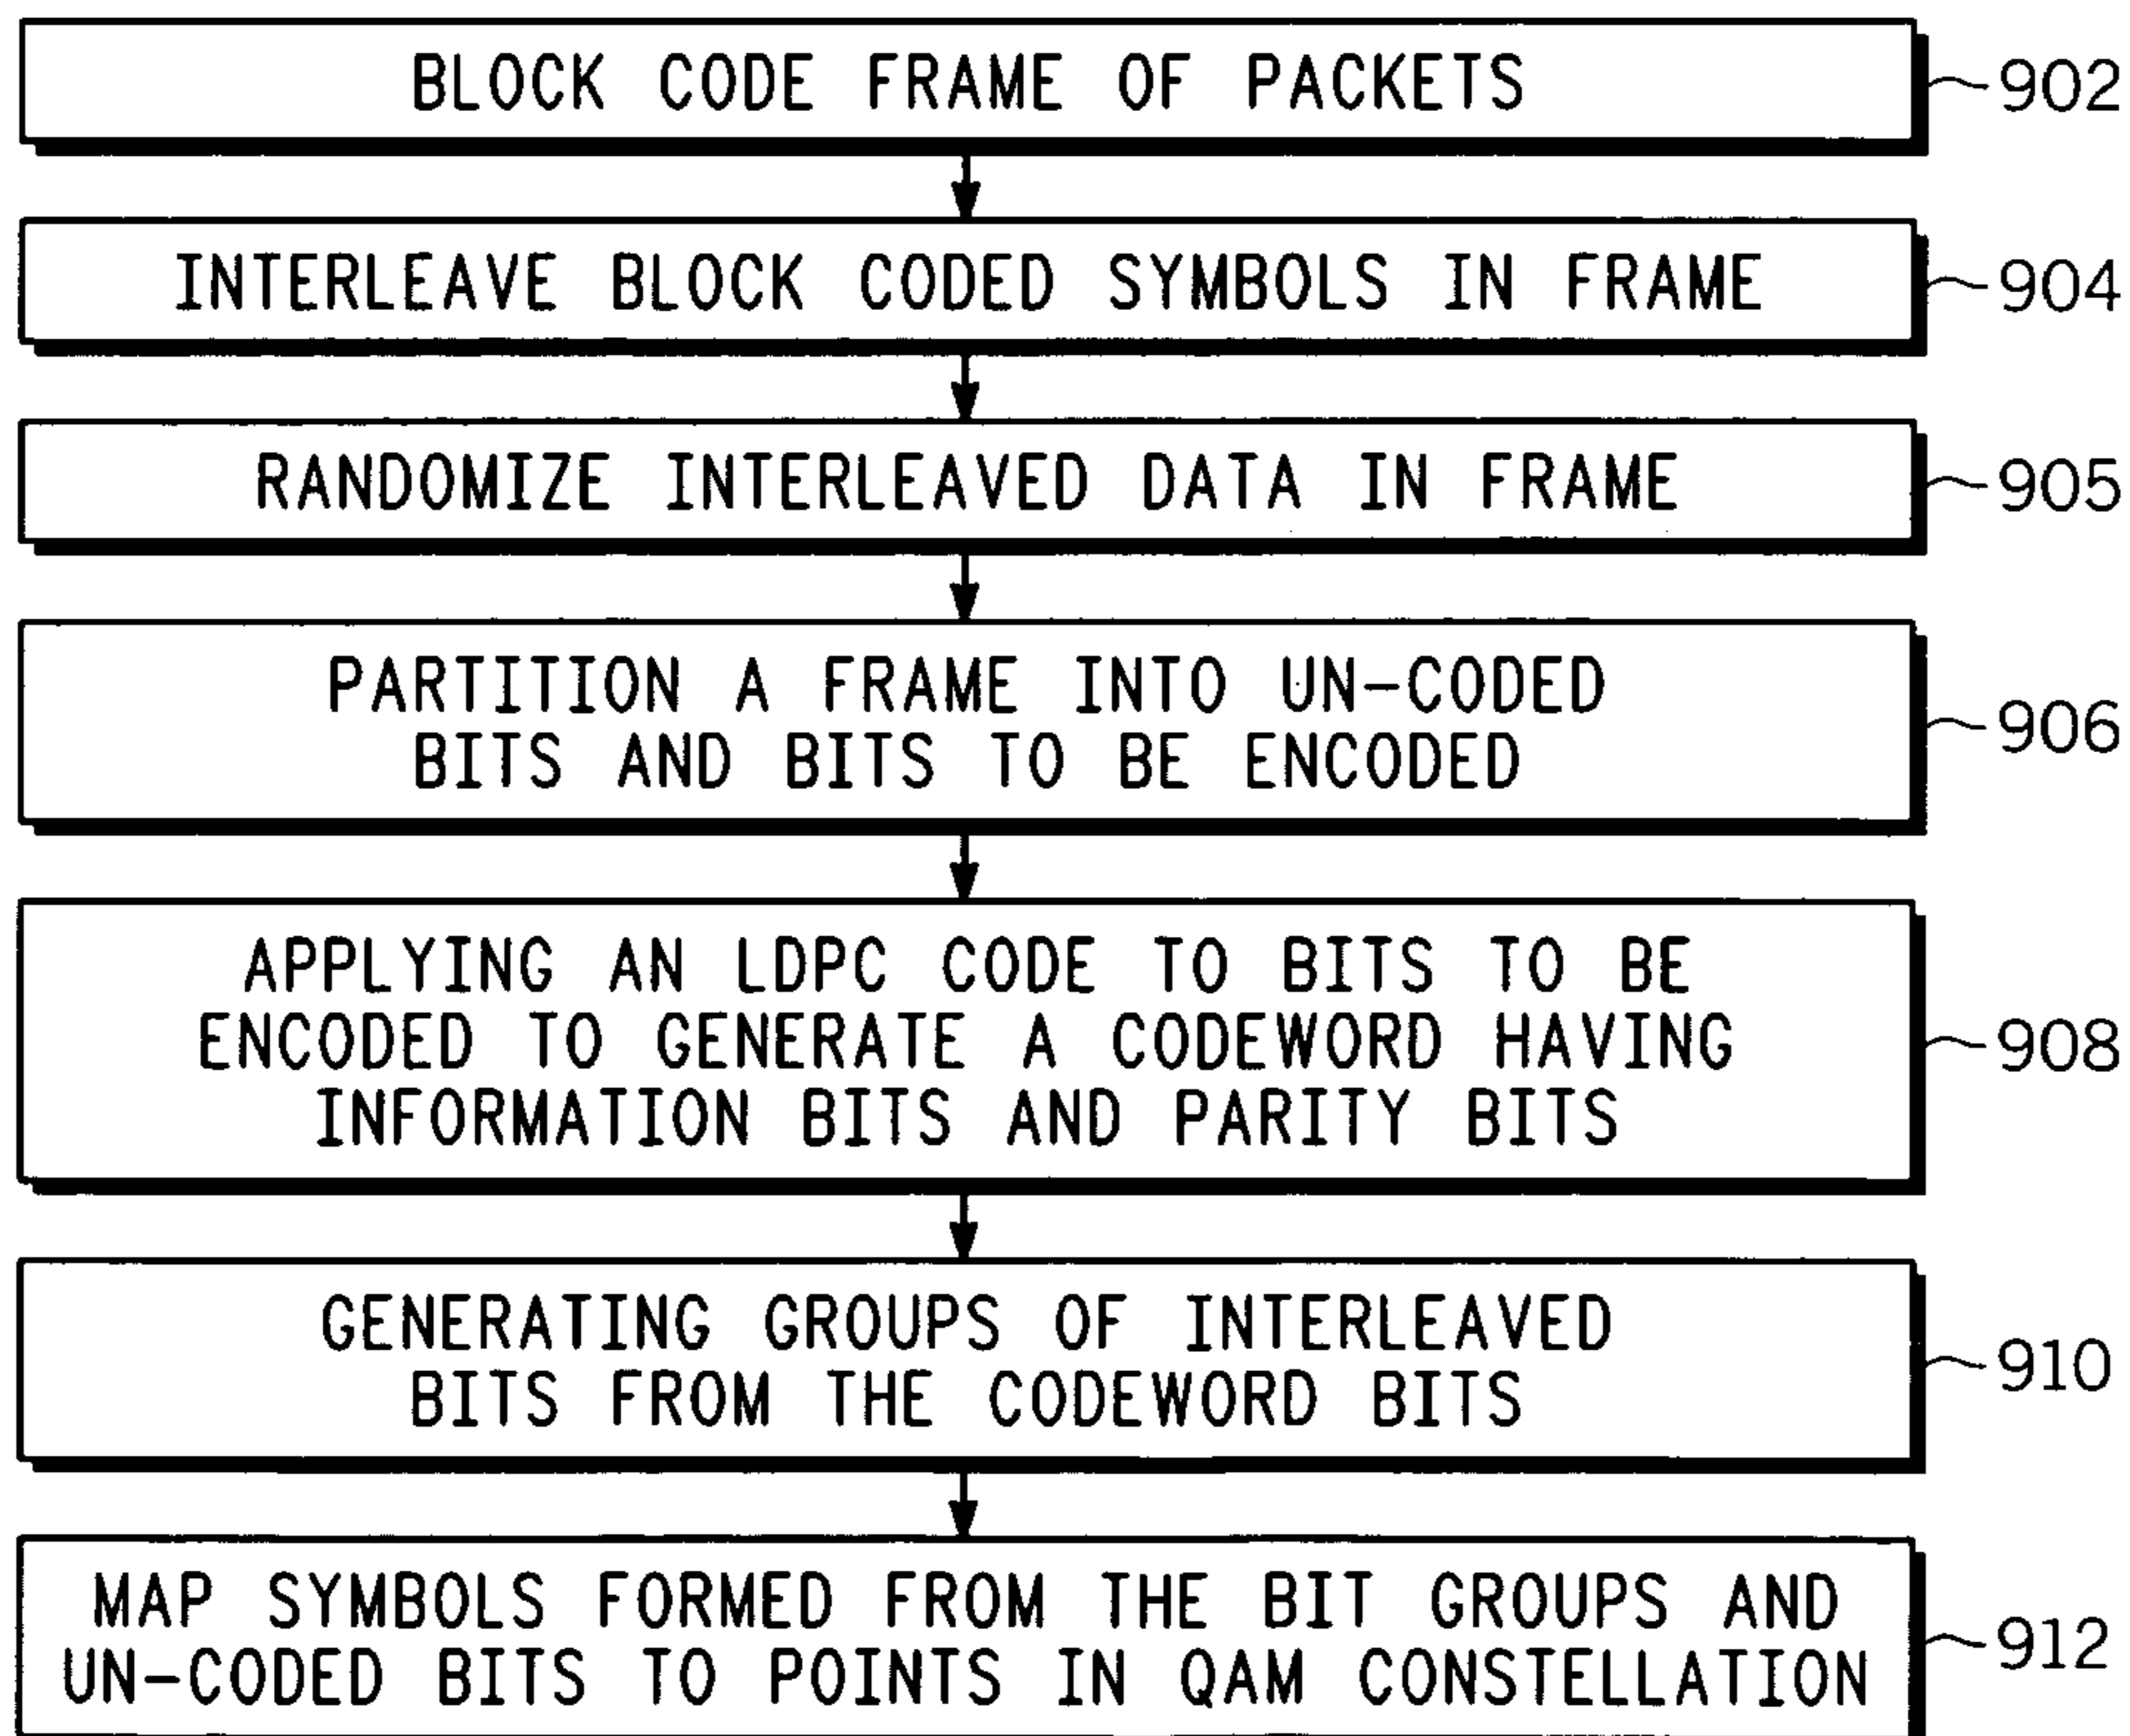 BLOCK CODE FRAME OF PACKETS
902
INTERLEAVE BLOCK CODED SYMBOLS IN FRAME
904
RANDOMIZE INTERLEAVED DATA IN FRAME
905
PARTITION A FRAME INTO UN-CODED
BITS AND BITS TO BE ENCODED
906
APPLYING AN LDPC CODE TO BITS TO BE
ENCODED TO GENERATE A CODEWORD HAVING
INFORMATION BITS AND PARITY BITS
908
GENERATING GROUPS OF INTERLEAVED
BITS FROM THE CODEWORD BITS
910
MAP SYMBOLS FORMED FROM THE BIT GROUPS AND
UN-CODED BITS TO POINTS IN QAM CONSTELLATION
912